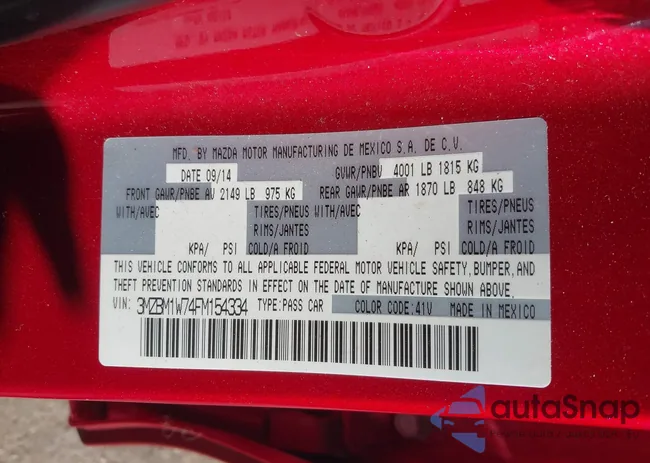 MFD. BY MAZDA MOTOR MANUFACTURING DE MEXICO S.A. DE C.V.
DATE 09/14 GVWR/PNBV 4001 LB 1815 KG
FRONT GAWR/PNBE AV 2149 LB 975 KG REAR GAWR/PNBE AR 1870 LB 848 KG
WITH/AVEC TIRES/PNEUS WITH/AVEC TIRES/PNEUS
RIMS/JANTES RIMS/JANTES
KPA/ PSI COLD/A FROID KPA/ PSI COLD/A FROID
THIS VEHICLE CONFORMS TO ALL APPLICABLE FEDERAL MOTOR VEHICLE SAFETY, BUMPER, AND
THEFT PREVENTION STANDARDS IN EFFECT ON THE DATE OF MANUFACTURE SHOWN ABOVE.
VIN: 3MZBM1W74FM154334 TYPE:PASS CAR COLOR CODE:41V MADE IN MEXICO
autoSnap